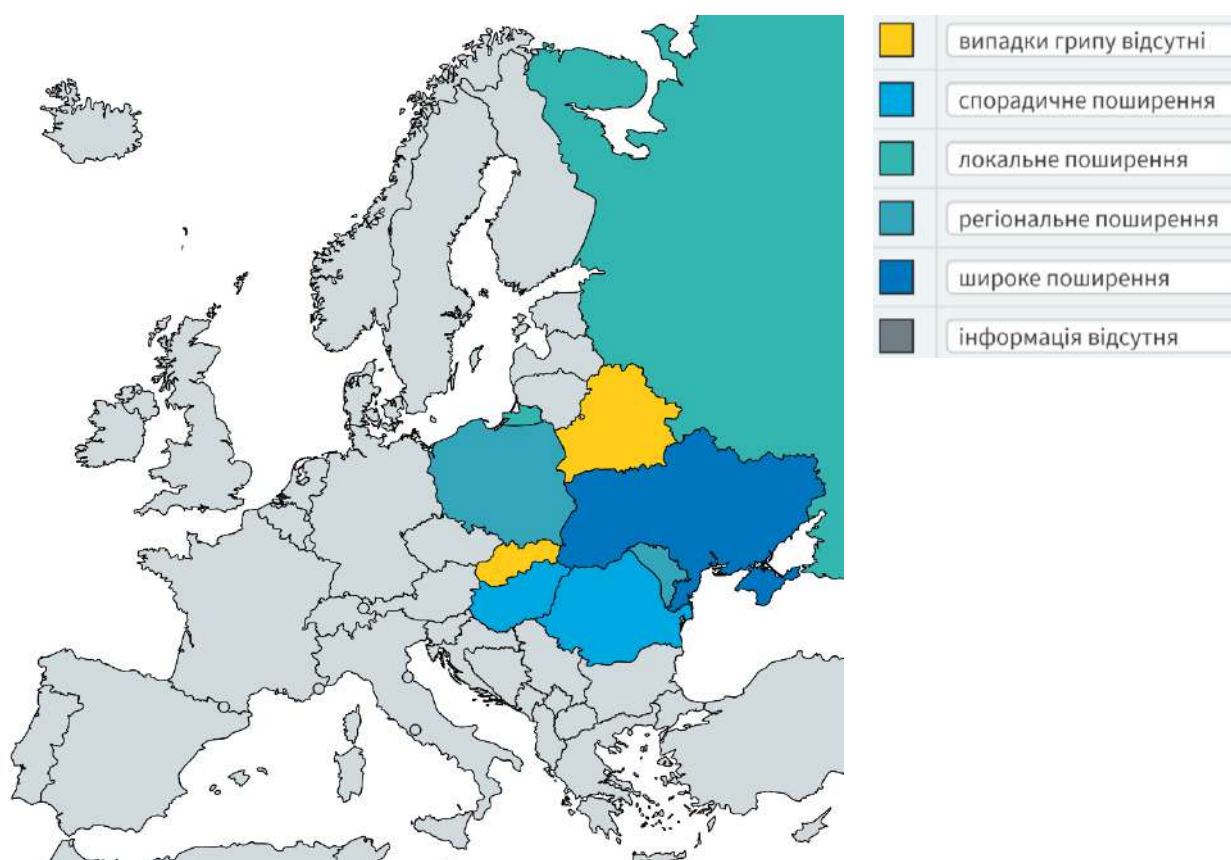 випадки грипу відсутні
спорадичне поширення
локальне поширення
регіональне поширення
широке поширення
інформація відсутня